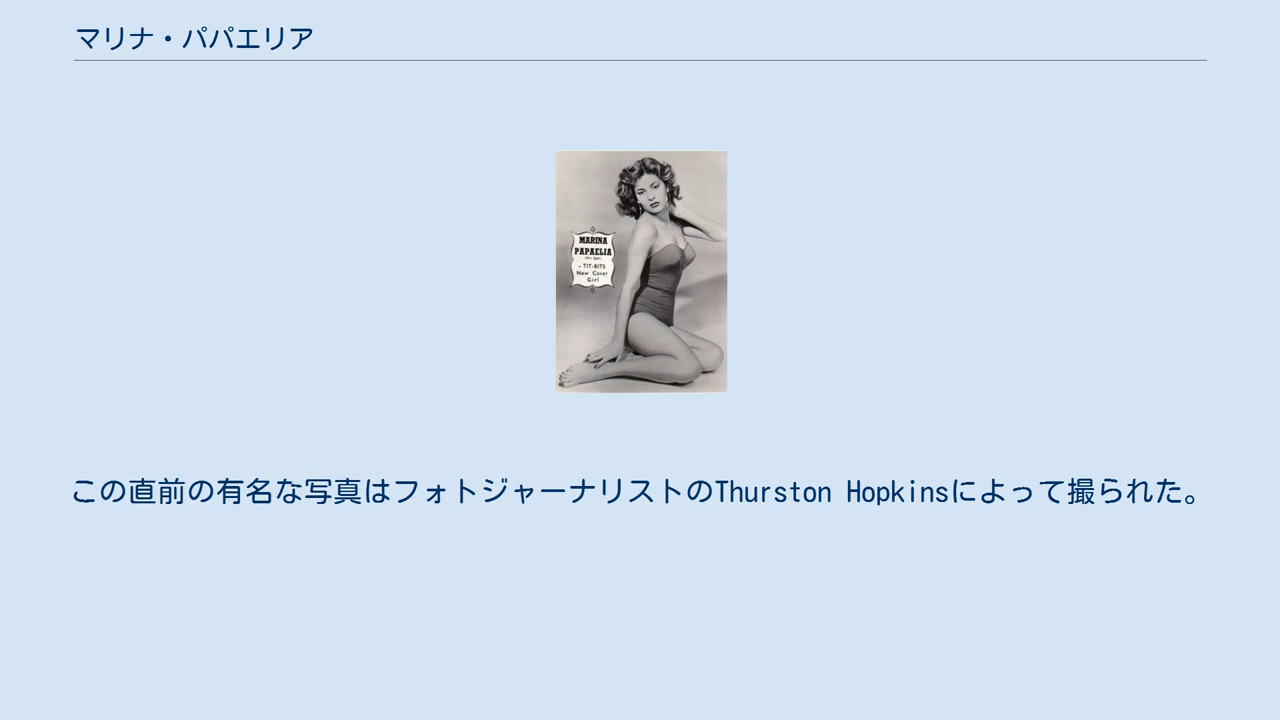 マリナ・パパエリア
MARINA
PAPAELIA
- TIT-BITS
New Cover
Girl
この直前の有名な写真はフォトジャーナリストのThurston Hopkinsによって撮られた。